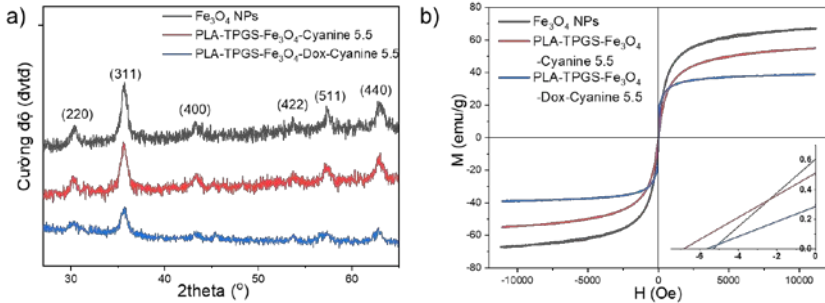 a)
Fe₃O₄ NPs
PLA-TPGS-Fe₃O₄-Cyanine 5.5
PLA-TPGS-Fe₃O₄-Dox-Cyanine 5.5
(311)
(220)
(400)
(422)
(511)
(440)
Cường độ (đvtđ)
30
40
50
60
2theta (°)
b)
80
60
40
20
0
-20
-40
-60
-80
M (emu/g)
Fe₃O₄ NPs
PLA-TPGS-Fe₃O₄
-Cyanine 5.5
PLA-TPGS-Fe₃O₄
-Dox-Cyanine 5.5
0.6
0.4
0.2
0.0
-6 -4 -2 0
-10000 -5000 0 5000 10000
H (Oe)